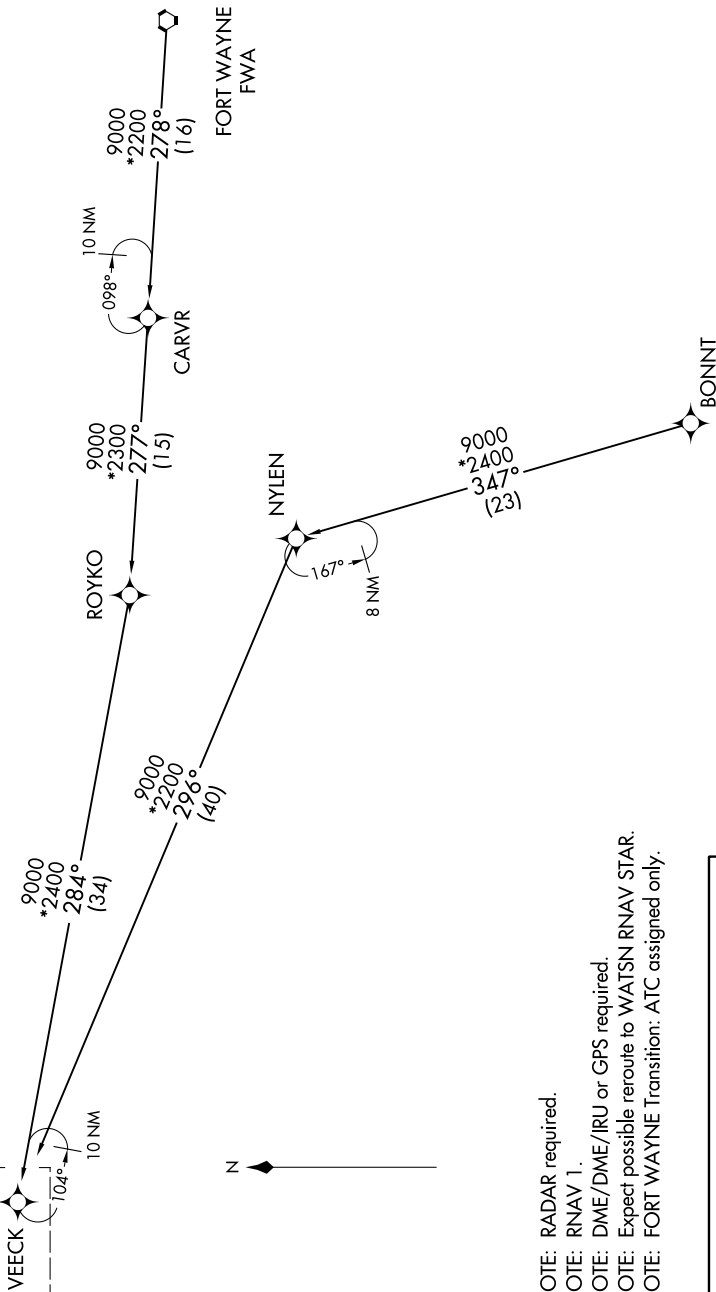 VEECK
104°
10 NM
9000
*2400
284°
(34)
ROYKO
9000
*2300
277°
(15)
CARVR
098°
10 NM
9000
*2200
278°
(16)
FORT WAYNE
FWA
9000
*2200
296°
(40)
NYLEN
167°
8 NM
9000
*2400
347°
(23)
BONNT
N
OTE: RADAR required.
OTE: RNAV 1.
OTE: DME/DME/IRU or GPS required.
OTE: Expect possible reroute to WATSN RNAV STAR.
OTE: FORT WAYNE Transition: ATC assigned only.